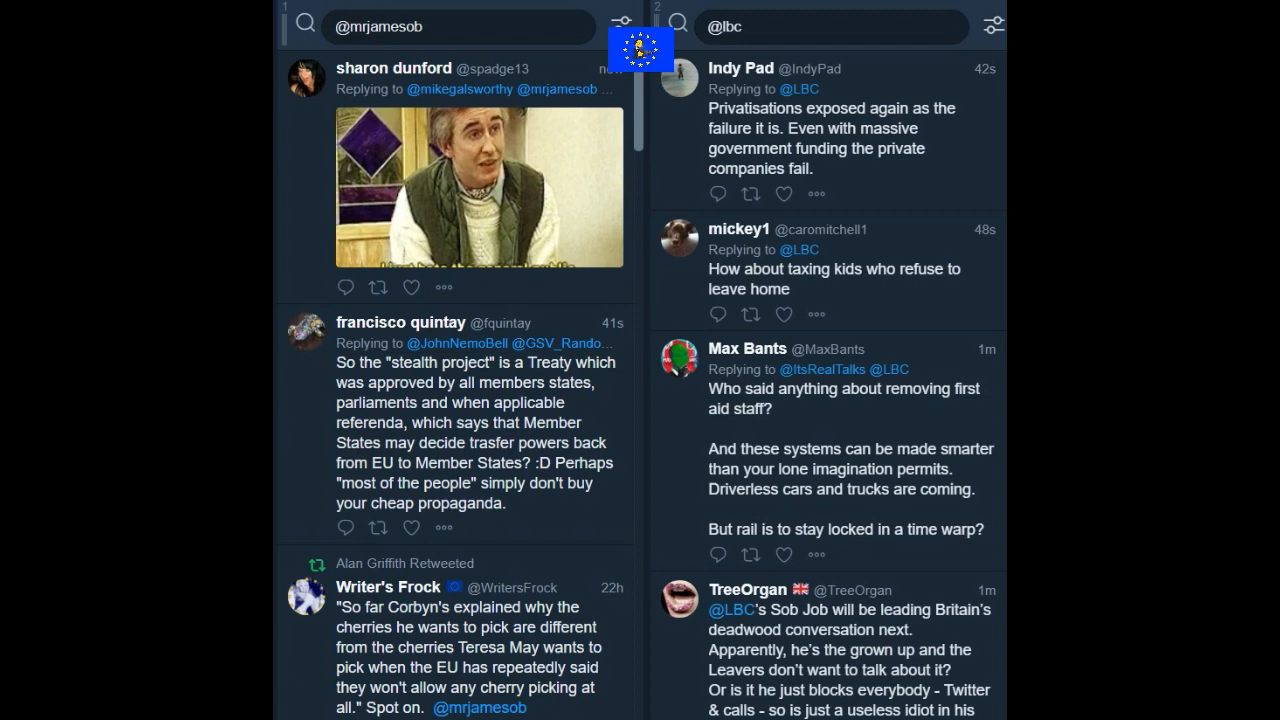 1
@mrjamesob
sharon dunford @spadge13
Replying to @mikegalsworthy @mrjamesob ...
francisco quintay @fquintay 41s
Replying to @JohnNemoBell @GSV_Rando...
So the "stealth project" is a Treaty which
was approved by all members states,
parliaments and when applicable
referenda, which says that Member
States may decide trasfer powers back
from EU to Member States? :D Perhaps
"most of the people" simply don't buy
your cheap propaganda.
Alan Griffith Retweeted
Writer's Frock @WritersFrock 22h
"So far Corbyn's explained why the
cherries he wants to pick are different
from the cherries Teresa May wants to
pick when the EU has repeatedly said
they won't allow any cherry picking at
all." Spot on. @mrjamesob
2
@lbc
Indy Pad @IndyPad 42s
Replying to @LBC
Privatisations exposed again as the
failure it is. Even with massive
government funding the private
companies fail.
mickey1 @caromitchell1 48s
Replying to @LBC
How about taxing kids who refuse to
leave home
Max Bants @MaxBants 1m
Replying to @ItsRealTalks @LBC
Who said anything about removing first
aid staff?
And these systems can be made smarter
than your lone imagination permits.
Driverless cars and trucks are coming.
But rail is to stay locked in a time warp?
TreeOrgan @TreeOrgan 1m
@LBC's Sob Job will be leading Britain's
deadwood conversation next.
Apparently, he's the grown up and the
Leavers don't want to talk about it?
Or is it he just blocks everybody - Twitter
& calls - so is just a useless idiot in his